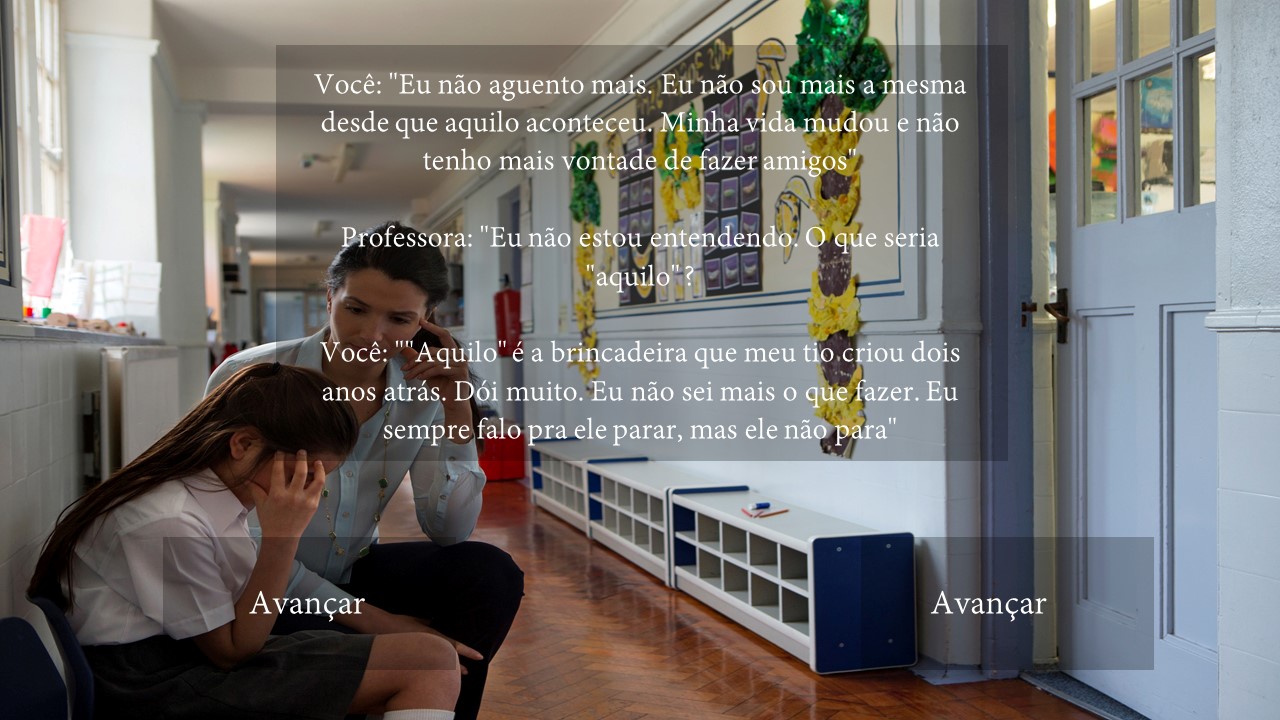 Você: "Eu não aguento mais. Eu não sou mais a mesma
desde que aquilo aconteceu. Minha vida mudou e não
tenho mais vontade de fazer amigos"
Professora: "Eu não estou entendendo. O que seria
"aquilo"?
Você: ""Aquilo" é a brincadeira que meu tio criou dois
anos atrás. Dói muito. Eu não sei mais o que fazer. Eu
sempre falo pra ele parar, mas ele não para"
Avançar
Avançar